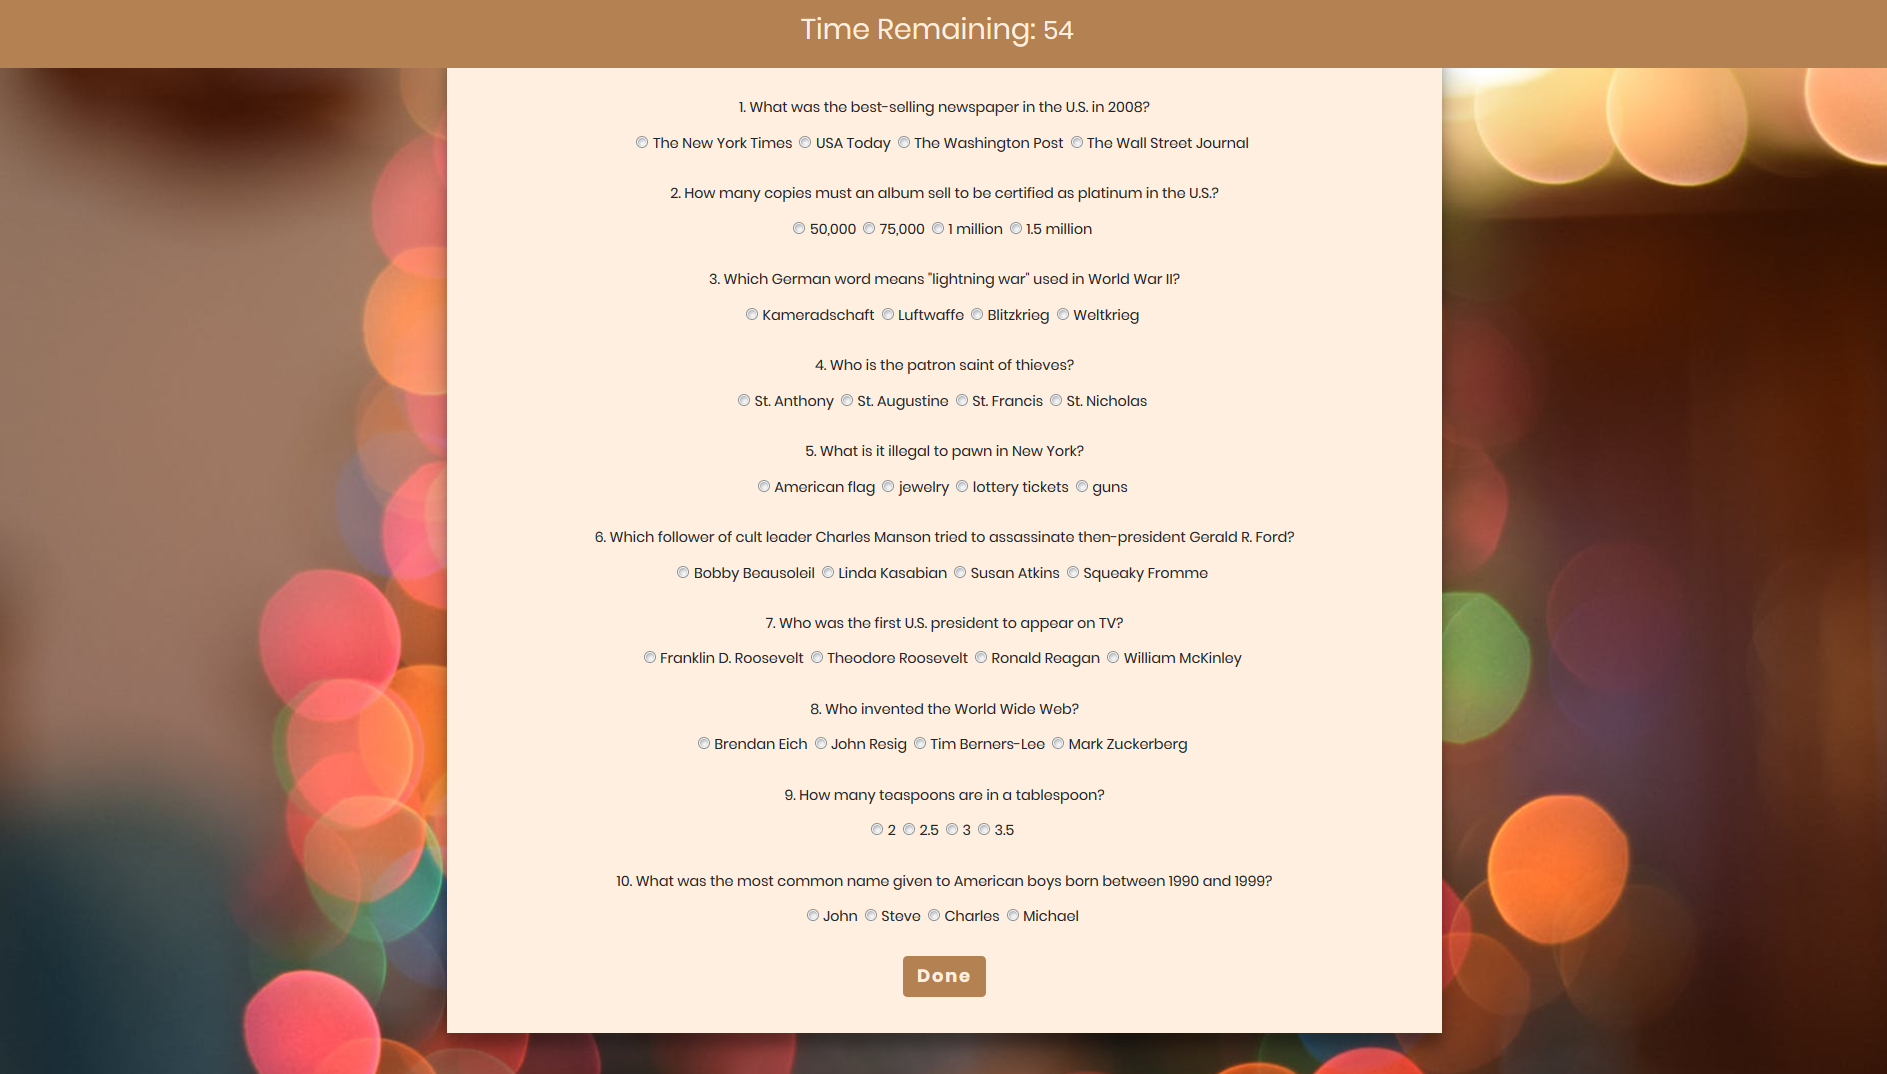 Time Remaining: 54
1. What was the best-selling newspaper in the U.S. in 2008?
The New York Times USA Today The Washington Post The Wall Street Journal
2. How many copies must an album sell to be certified as platinum in the U.S.?
50,000 75,000 1 million 1.5 million
3. Which German word means "lightning war" used in World War II?
Kameradschaft Luftwaffe Blitzkrieg Weltkrieg
4. Who is the patron saint of thieves?
St. Anthony St. Augustine St. Francis St. Nicholas
5. What is it illegal to pawn in New York?
American flag jewelry lottery tickets guns
6. Which follower of cult leader Charles Manson tried to assassinate then-president Gerald R. Ford?
Bobby Beausoleil Linda Kasabian Susan Atkins Squeaky Fromme
7. Who was the first U.S. president to appear on TV?
Franklin D. Roosevelt Theodore Roosevelt Ronald Reagan William McKinley
8. Who invented the World Wide Web?
Brendan Eich John Resig Tim Berners-Lee Mark Zuckerberg
9. How many teaspoons are in a tablespoon?
2 2.5 3 3.5
10. What was the most common name given to American boys born between 1990 and 1999?
John Steve Charles Michael
Done